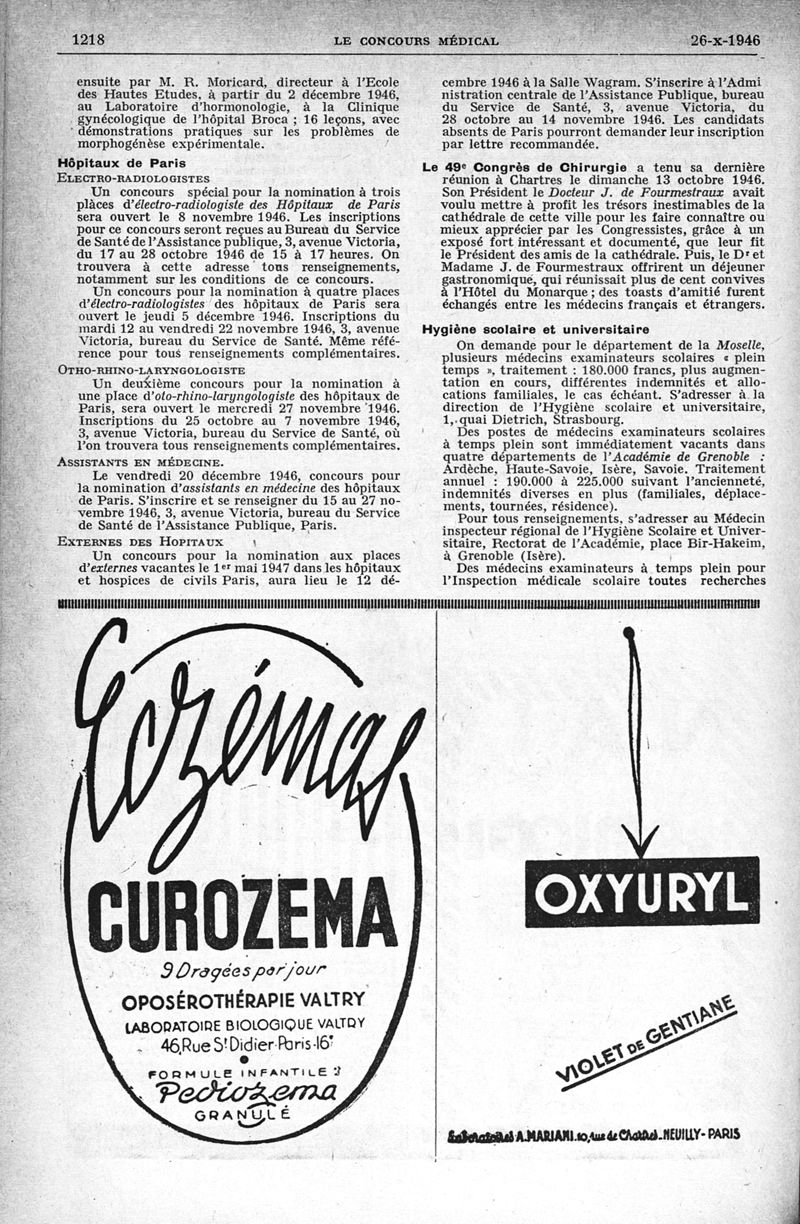 1218
LE CONCOURS MÉDICAL
26-x-1946
ensuite par M. R. Moricard, directeur à l'Ecole
des Hautes Etudes, à partir du 2 décembre 1946,
au Laboratoire d'hormonologie, à la Clinique
gynécologique de l'hôpital Broca ; 16 leçons, avec
démonstrations pratiques sur les problèmes de
morphogénèse expérimentale.
Hôpitaux de Paris
ELECTRO-RADIOLOGISTES
Un concours spécial pour la nomination à trois
plàces d'électro-radiologiste des Hôpitaux de Paris
sera ouvert le 8 novembre 1946. Les inscriptions
pour ce concours seront reçues au Bureau du Service
de Santé de l'Assistance publique, 3, avenue Victoria,
du 17 au 28 octobre 1946 de 15 à 17 heures. On
trouvera à cette adresse tous renseignements,
notamment sur les conditions de ce concours.
Un concours pour la nomination à quatre places
d'électro-radiologistes des hôpitaux de Paris sera
ouvert le jeudi 5 décembre 1946. Inscriptions du
mardi 12 au vendredi 22 novembre 1946, 3, avenue
Victoria, bureau du Service de Santé. Même réfé-
rence pour tous renseignements complémentaires.
OTHO-RHINO-LARYNGOLOGISTE
Un deuxième concours pour la nomination à
une place d'oto-rhino-laryngologiste des hôpitaux de
Paris, sera ouvert le mercredi 27 novembre 1946.
Inscriptions du 25 octobre au 7 novembre 1946,
3, avenue Victoria, bureau du Service de Santé, où
l'on trouvera tous renseignements complémentaires.
ASSISTANTS EN MÉDECINE.
Le vendredi 20 décembre 1946, concours pour
la nomination d'assistants en médecine des hôpitaux
de Paris. S'inscrire et se renseigner du 15 au 27 no-
vembre 1946, 3, avenue Victoria, bureau du Service
de Santé de l'Assistance Publique, Paris.
EXTERNES DES HOPITAUX
Un concours pour la nomination aux places
d'externes vacantes le 1er mai 1947 dans les hôpitaux
et hospices de civils Paris, aura lieu le 12 dé-
cembre 1946 à la Salle Wagram. S'inscrire à l'Admi
nistration centrale de l'Assistance Publique, bureau
du Service de Santé, 3, avenue Victoria, du
28 octobre au 14 novembre 1946. Les candidats
absents de Paris pourront demander leur inscription
par lettre recommandée.
Le 49e Congrès de Chirurgie a tenu sa dernière
réunion à Chartres le dimanche 13 octobre 1946.
Son Président le Docteur J. de Fourmestraux avait
voulu mettre à profit les trésors inestimables de la
cathédrale de cette ville pour les faire connaître ou
mieux apprécier par les Congressistes, grâce à un
exposé fort intéressant et documenté, que leur fit
le Président des amis de la cathédrale. Puis, le Dr et
Madame J. de Fourmestraux offrirent un déjeuner
gastronomique, qui réunissait plus de cent convives
à l'Hôtel du Monarque ; des toasts d'amitié furent
échangés entre les médecins français et étrangers.
Hygiène scolaire et universitaire
On demande pour le département de la Moselle,
plusieurs médecins examinateurs scolaires « plein
temps », traitement : 180.000 francs, plus augmen-
tation en cours, différentes indemnités et allo-
cations familiales, le cas échéant. S'adresser à la
direction de l'Hygiène scolaire et universitaire,
1, quai Dietrich, Strasbourg.
Des postes de médecins examinateurs scolaires
à temps plein sont immédiatement vacants dans
quatre départements de l'Académie de Grenoble :
Ardèche, Haute-Savoie, Isère, Savoie. Traitement
annuel : 190.000 à 225.000 suivant l'ancienneté,
indemnités diverses en plus (familiales, déplace-
ments, tournées, résidence).
Pour tous renseignements, s'adresser au Médecin
inspecteur régional de l'Hygiène Scolaire et Univer-
sitaire, Rectorat de l'Académie, place Bir-Hakeim,
à Grenoble (Isère).
Des médecins examinateurs à temps plein pour
l'Inspection médicale scolaire toutes recherches
Eczémas
CUROZEMA
9 Dragées par jour
OPOSÉROTHÉRAPIE VALTRY
LABORATOIRE BIOLOGIQUE VALTRY
46, Rue St Didier-Paris-16e
FORMULE INFANTILE :
Pediozema
GRANULÉ
OXYURYL
VIOLET DE GENTIANE
Laboratoires A. MARIANI. 10, rue de Chartres - NEUILLY - PARIS